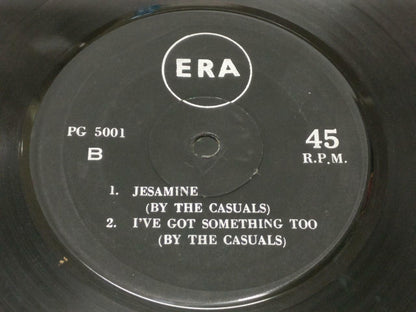 ERA
PG 5001
B
45
R.P.M.
1. JESAMINE
(BY THE CASUALS)
2. I'VE GOT SOMETHING TOO
(BY THE CASUALS)